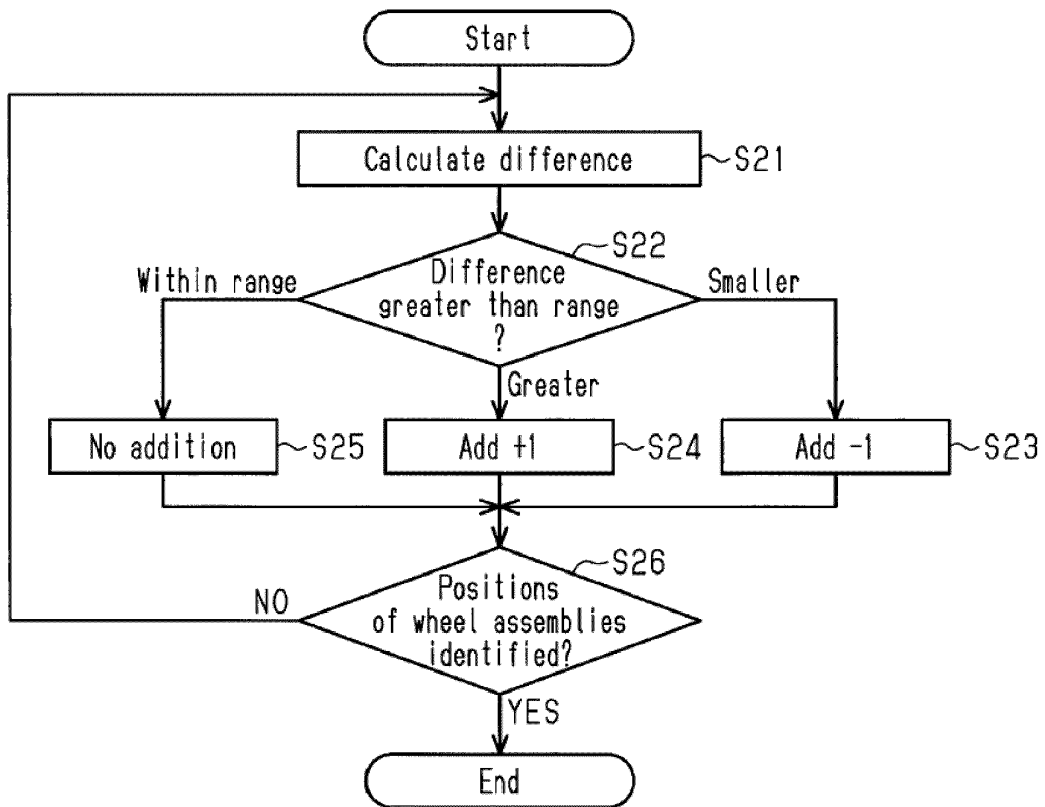 Start
Calculate difference
S21
S22
Difference
greater than range
?
Within range
Smaller
Greater
No addition
S25
Add +1
S24
Add -1
S23
S26
Positions
of wheel assemblies
identified?
NO
YES
End